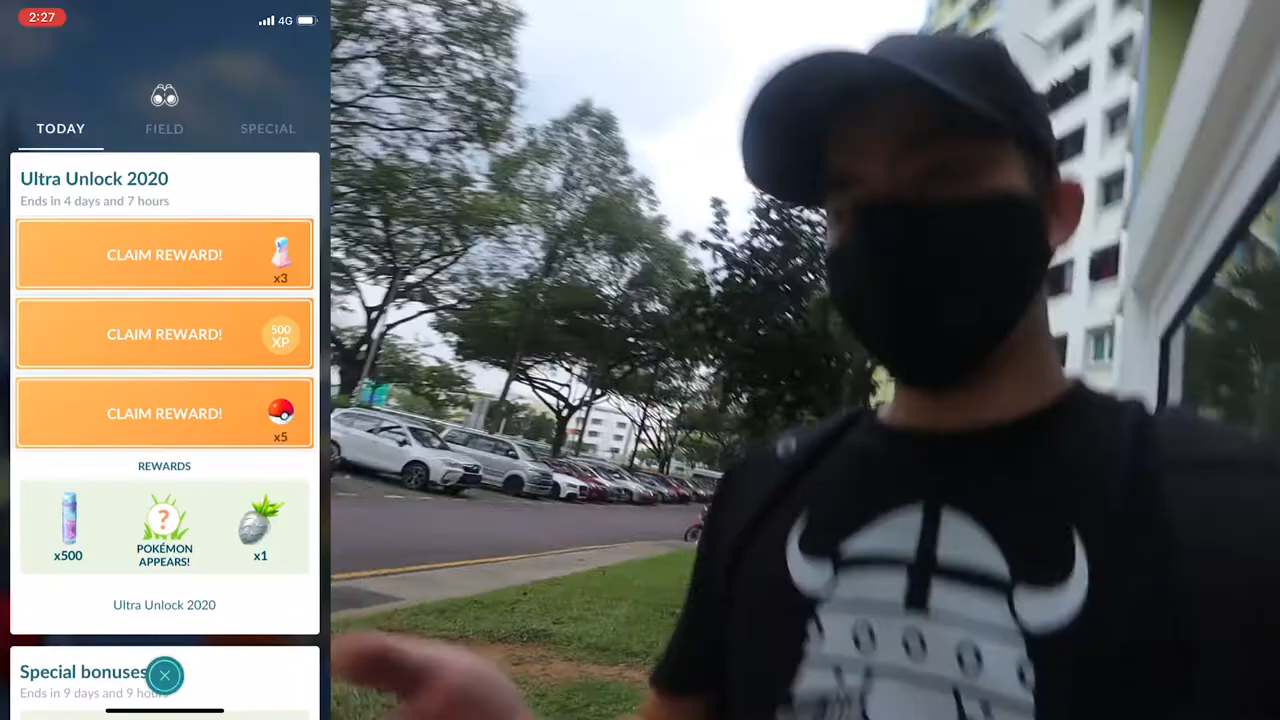 2:27
4G
TODAY
FIELD
SPECIAL
Ultra Unlock 2020
Ends in 4 days and 7 hours
CLAIM REWARD!
x3
CLAIM REWARD!
500
XP
CLAIM REWARD!
x5
REWARDS
x500
POKÉMON
APPEARS!
?
x1
Ultra Unlock 2020
Special bonuses
Ends in 9 days and 9